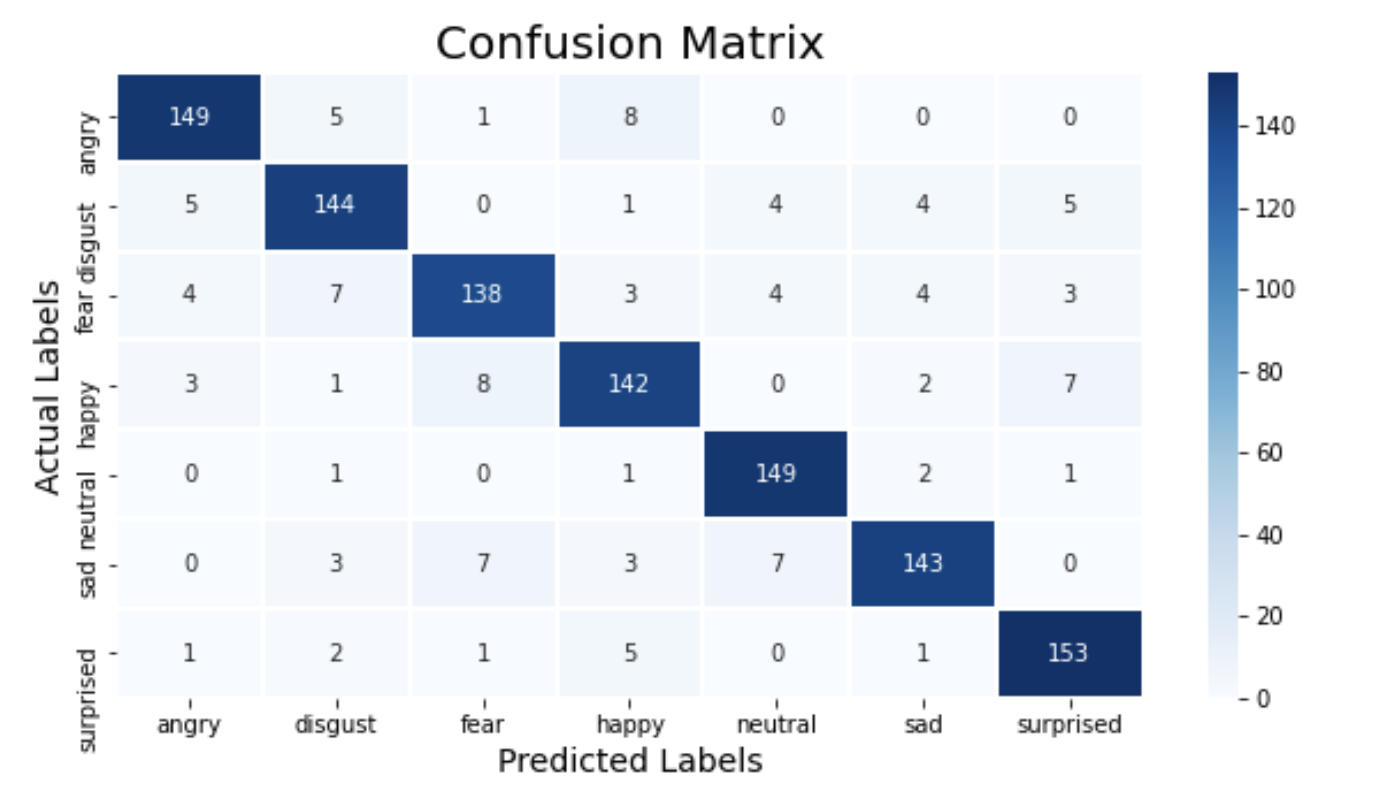 Confusion Matrix
angry 149 5 1 8 0 0 0
disgust 5 144 0 1 4 4 5
fear 4 7 138 3 4 4 3
happy 3 1 8 142 0 2 7
neutral 0 1 0 1 149 2 1
sad 0 3 7 3 7 143 0
surprised 1 2 1 5 0 1 153
angry disgust fear happy neutral sad surprised
Predicted Labels
Actual Labels
140
120
100
80
60
40
20
0